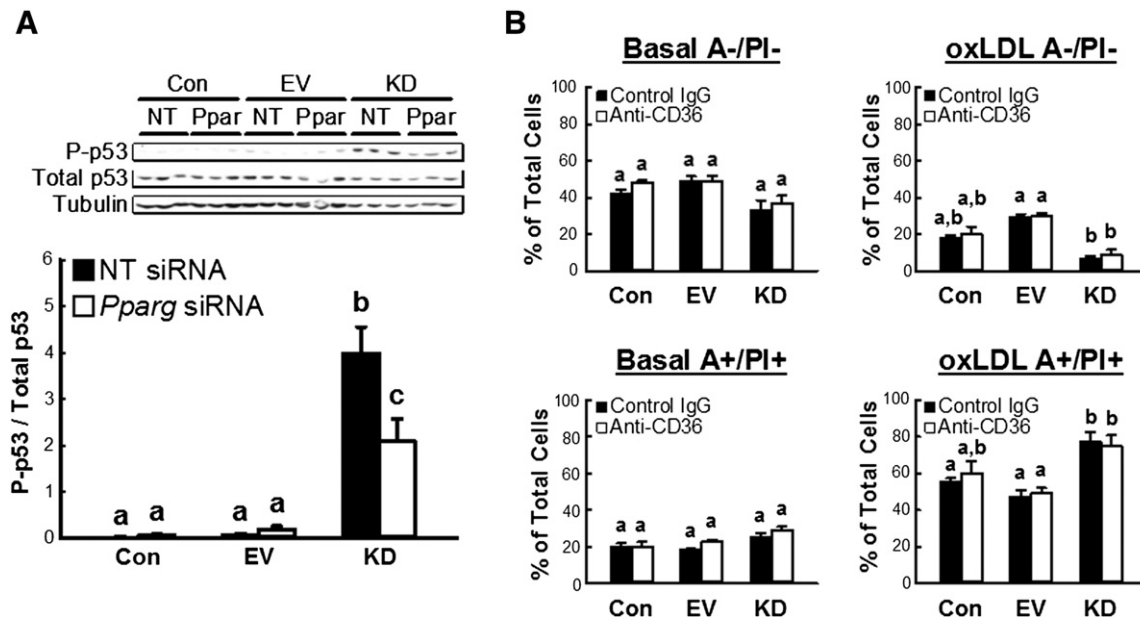 A
Con EV KD
NT Ppar NT Ppar NT Ppar
P-p53
Total p53
Tubulin
P-p53 / Total p53
6
5
4
3
2
1
0
NT siRNA
Pparg siRNA
a a a a b c
Con EV KD
B
Basal A-/PI-
% of Total Cells
100
80
60
40
20
0
Control IgG
Anti-CD36
a a a a a a
Con EV KD
oxLDL A-/PI-
% of Total Cells
100
80
60
40
20
0
Control IgG
Anti-CD36
a,b a,b a a b b
Con EV KD
Basal A+/PI+
% of Total Cells
100
80
60
40
20
0
Control IgG
Anti-CD36
a a a a a a
Con EV KD
oxLDL A+/PI+
% of Total Cells
100
80
60
40
20
0
Control IgG
Anti-CD36
a a,b a a b b
Con EV KD